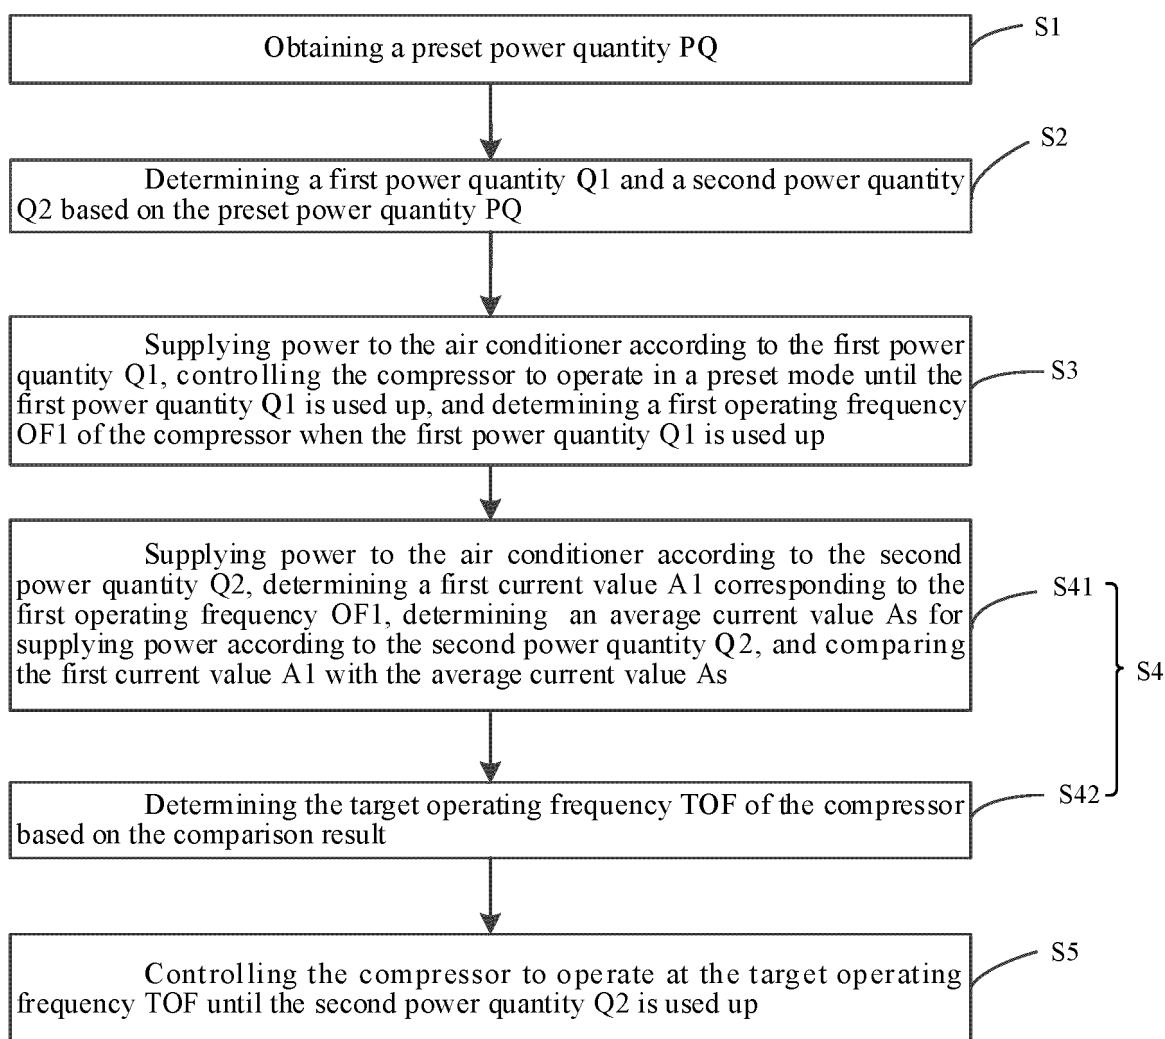 Obtaining a preset power quantity PQ
S1
Determining a first power quantity Q1 and a second power quantity
Q2 based on the preset power quantity PQ
S2
Supplying power to the air conditioner according to the first power
quantity Q1, controlling the compressor to operate in a preset mode until the
first power quantity Q1 is used up, and determining a first operating frequency
OF1 of the compressor when the first power quantity Q1 is used up
S3
Supplying power to the air conditioner according to the second
power quantity Q2, determining a first current value A1 corresponding to the
first operating frequency OF1, determining an average current value As for
supplying power according to the second power quantity Q2, and comparing
the first current value A1 with the average current value As
S41
S4
Determining the target operating frequency TOF of the compressor
based on the comparison result
S42
Controlling the compressor to operate at the target operating
frequency TOF until the second power quantity Q2 is used up
S5